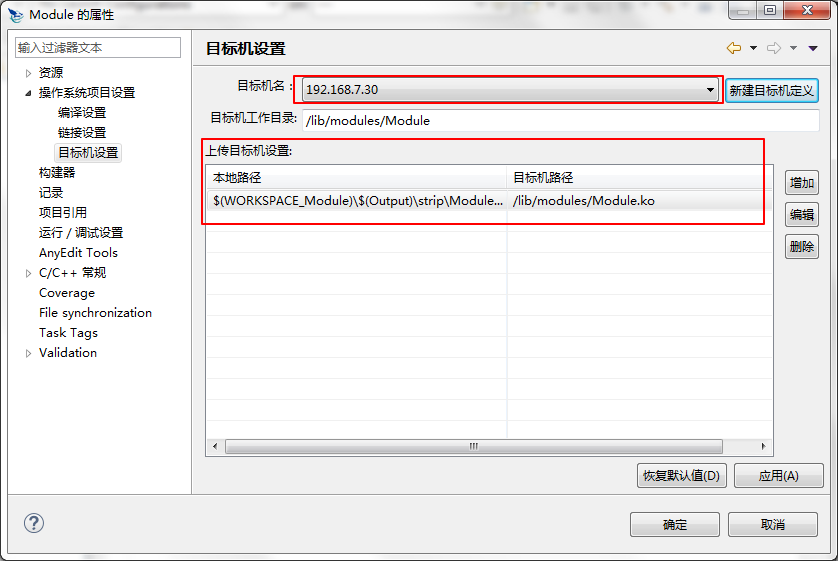 Module 的属性
输入过滤器文本
资源
操作系统项目设置
编译设置
链接设置
目标机设置
构建器
记录
项目引用
运行 / 调试设置
AnyEdit Tools
C/C++ 常规
Coverage
File synchronization
Task Tags
Validation
目标机设置
目标机名： 192.168.7.30 新建目标机定义
目标机工作目录: /lib/modules/Module
上传目标机设置:
本地路径 目标机路径
$(WORKSPACE_Module)\$(Output)\strip\Module... /lib/modules/Module.ko
增加
编辑
删除
恢复默认值(D) 应用(A)
确定 取消